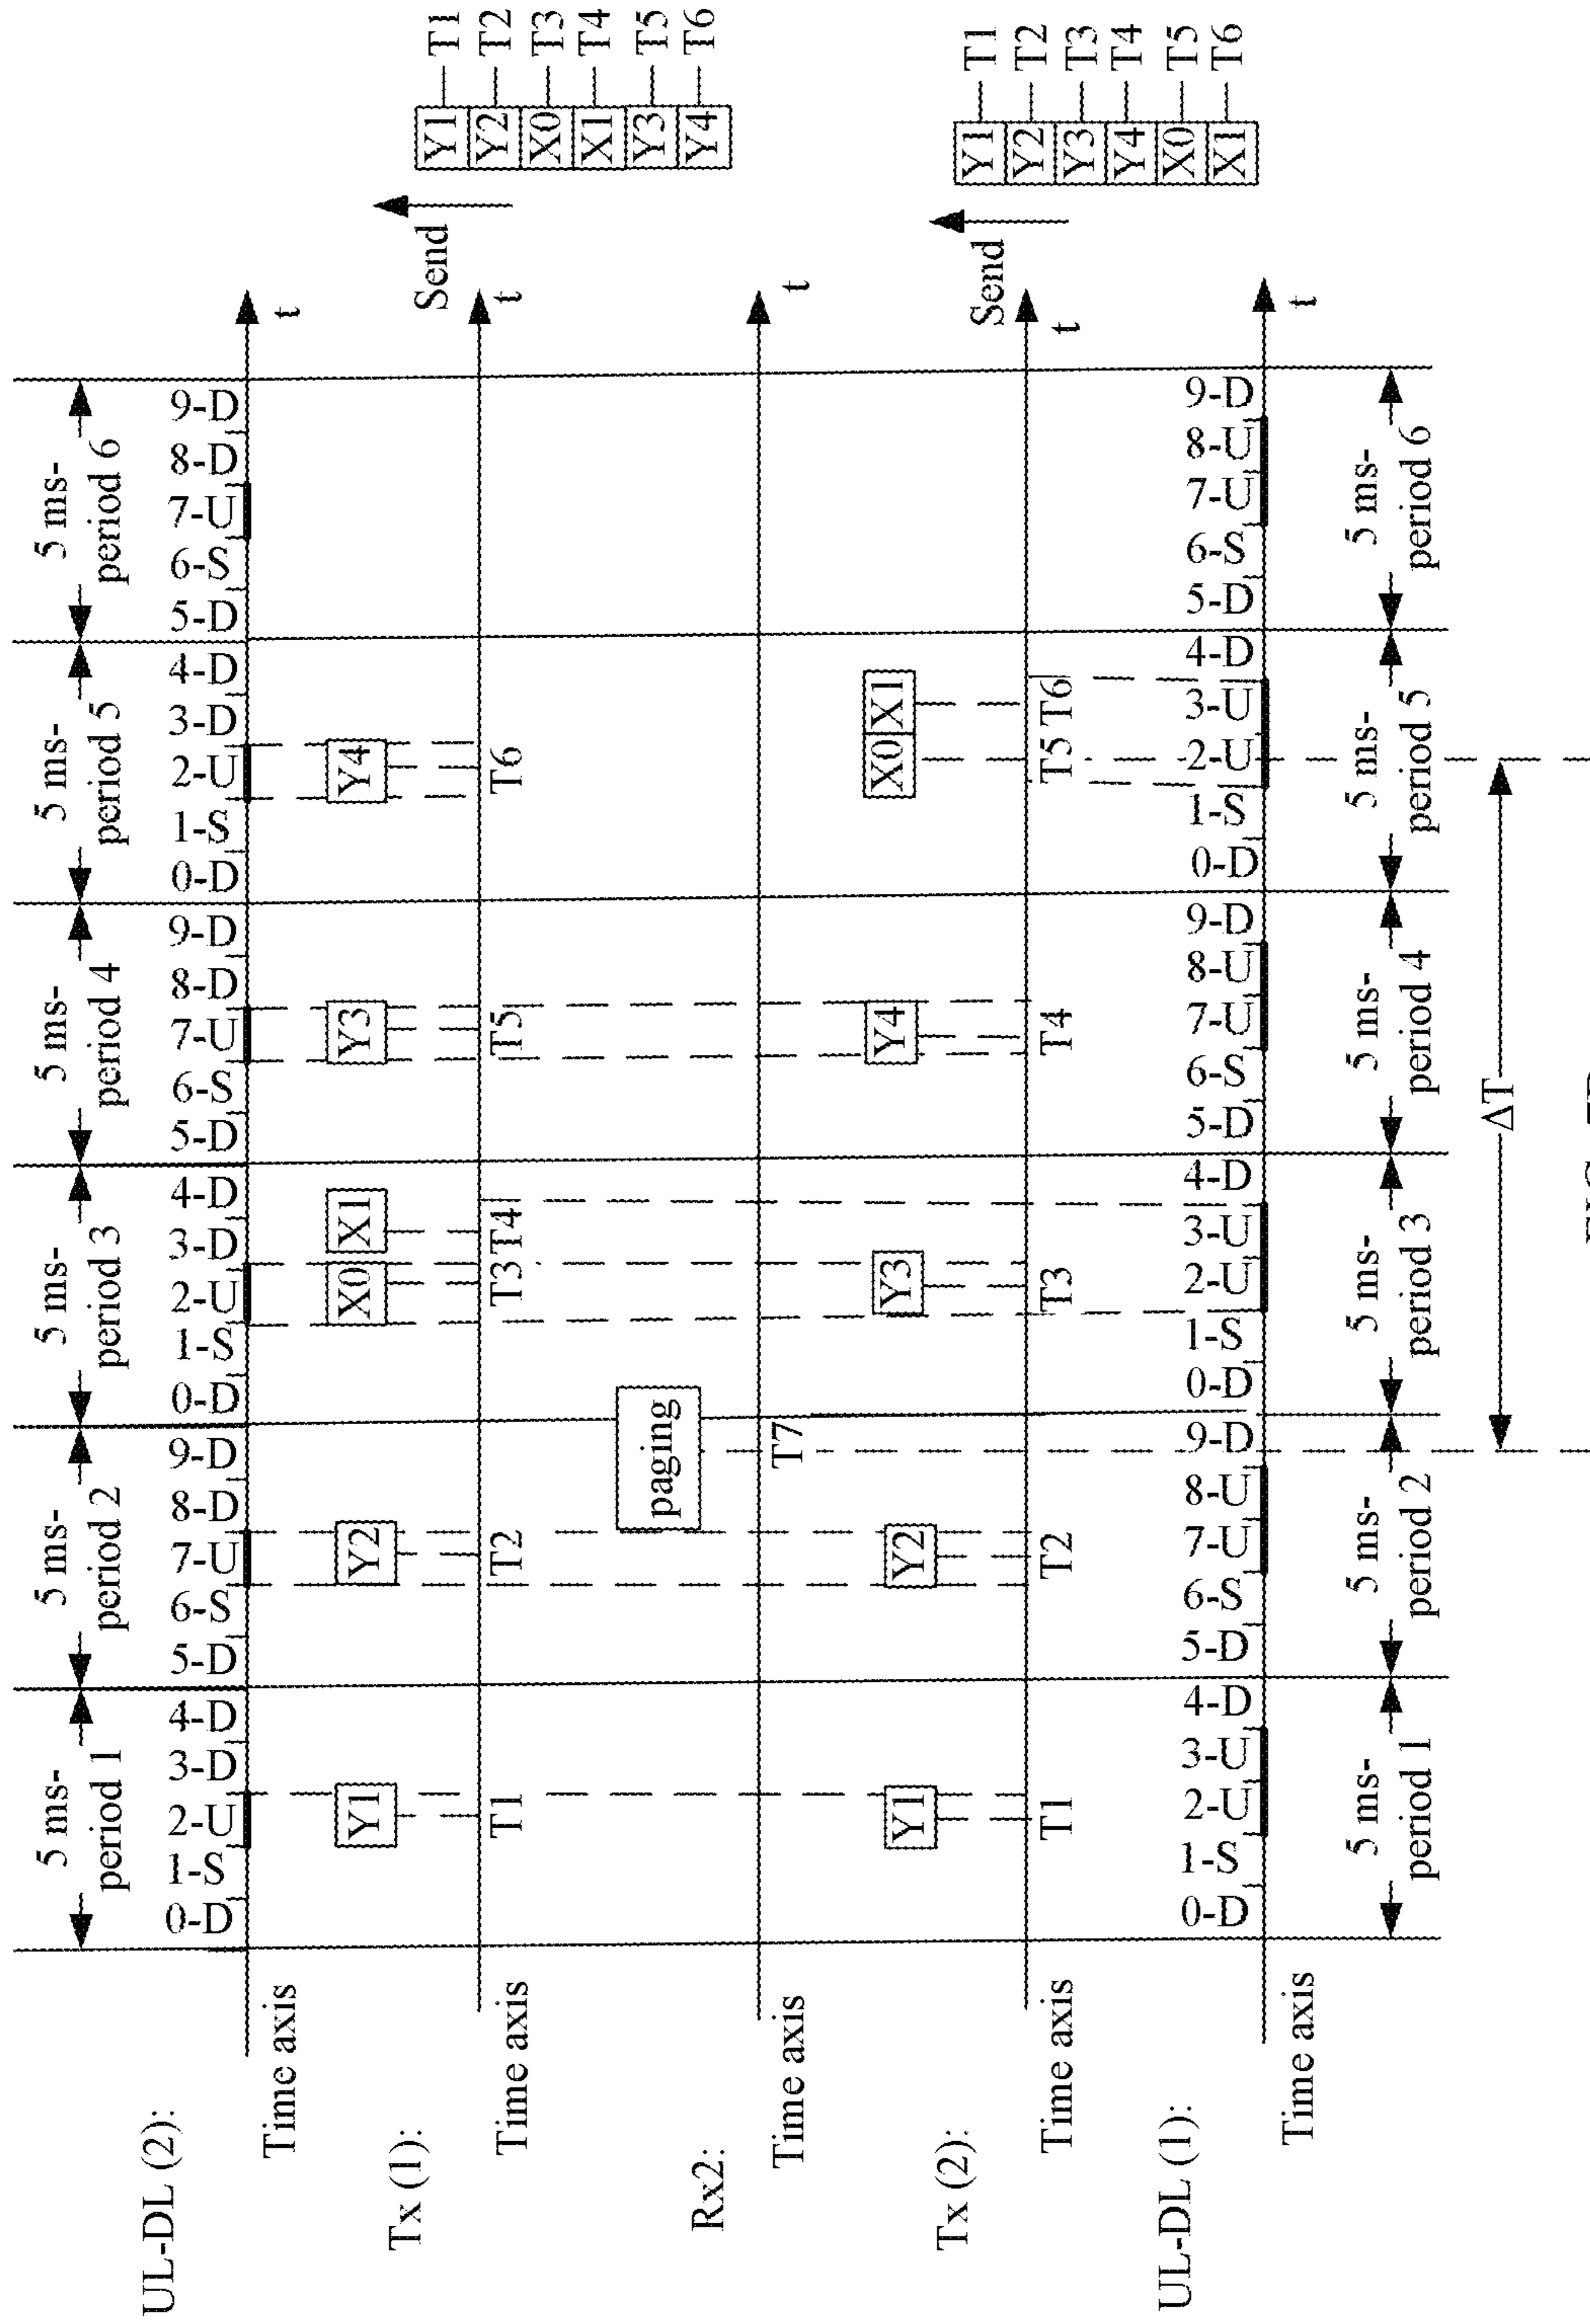 5 ms-period 1 5 ms-period 2 5 ms-period 3 5 ms-period 4 5 ms-period 5 5 ms-period 6
UL-DL (2):
0-D 1-S 2-U 3-D 4-D 5-D 6-S 7-U 8-D 9-D 0-D 1-S 2-U 3-D 4-D 5-D 6-S 7-U 8-D 9-D 0-D 1-S 2-U 3-D 4-D 5-D 6-S 7-U 8-D 9-D
Time axis t
Tx (1):
Y1 Y2 X0 X1 Y3 Y4
Send
Time axis T1 T2 T3 T4 T5 T6 t
Y1 T1
Y2 T2
X0 T3
X1 T4
Y3 T5
Y4 T6
Rx2:
paging
Time axis T7 t
Tx (2):
Y1 Y2 Y3 Y4 X0 X1
Send
Time axis T1 T2 T3 T4 T5 T6 t
Y1 T1
Y2 T2
Y3 T3
Y4 T4
X0 T5
X1 T6
UL-DL (1):
0-D 1-S 2-U 3-U 4-D 5-D 6-S 7-U 8-U 9-D 0-D 1-S 2-U 3-U 4-D 5-D 6-S 7-U 8-U 9-D 0-D 1-S 2-U 3-U 4-D 5-D 6-S 7-U 8-U 9-D
Time axis t
5 ms-period 1 5 ms-period 2 5 ms-period 3 5 ms-period 4 5 ms-period 5 5 ms-period 6
ΔT